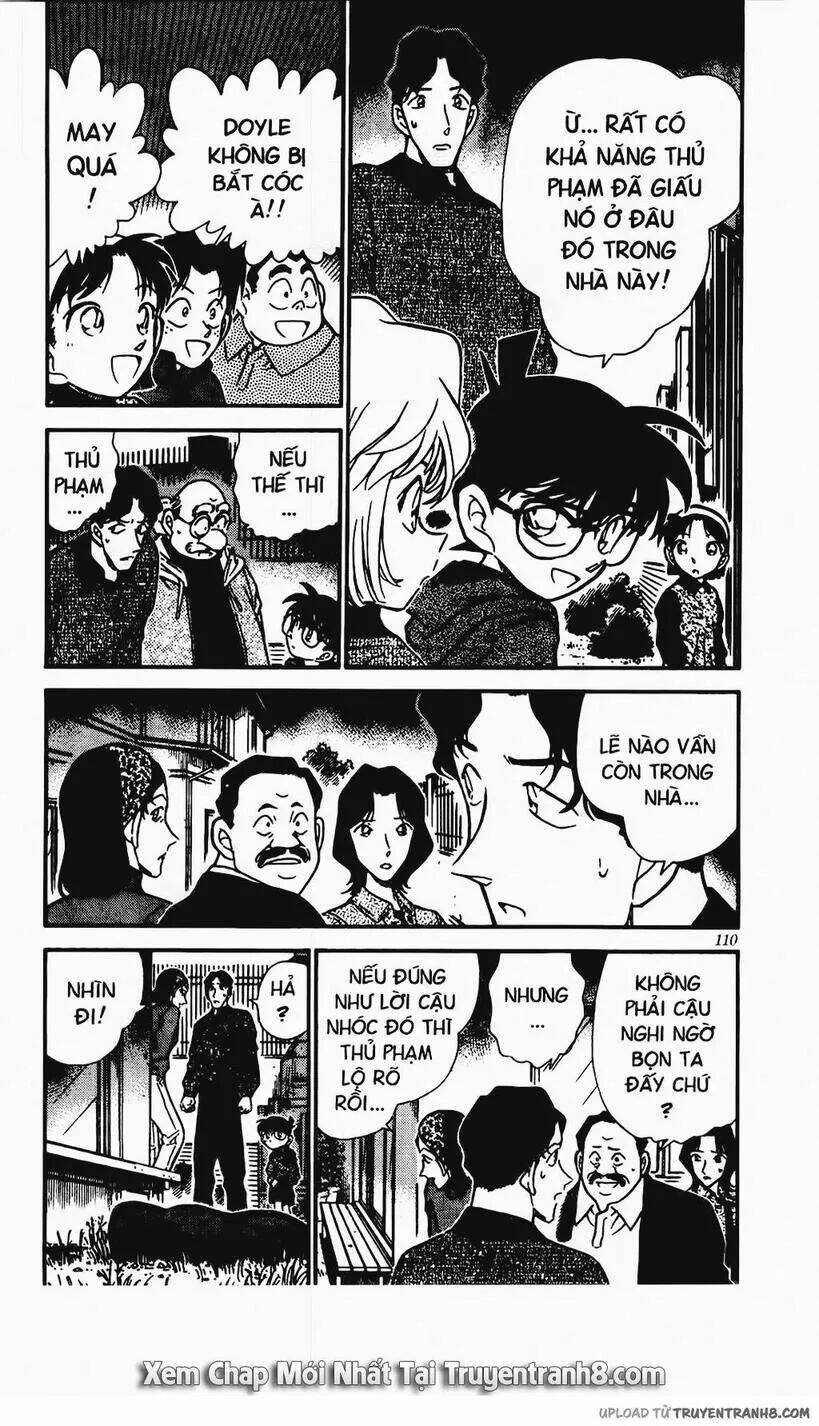 Ừ... RẤT CÓ
KHẢ NĂNG THỦ
PHẠM ĐÃ GIẤU
NÓ Ở ĐÂU
ĐÓ TRONG
NHÀ NÀY!
DOYLE
KHÔNG BỊ
BẮT CÓC
À!!
MAY
QUÁ
!
NẾU
THẾ THÌ
...
THỦ
PHẠM...
LẼ NÀO VẪN
CÒN TRONG
NHÀ...
110
KHÔNG
PHẢI CẬU
NGHI NGỜ
BỌN TA
ĐẤY CHỨ
?
NHƯNG
...
NẾU ĐÚNG
NHƯ LỜI CẬU
NHÓC ĐÓ THÌ
THỦ PHẠM
LỘ RÕ
RỒI...
HẢ
?
NHÌN
ĐI!
Xem Chap Mới Nhất Tại Truyentranh8.com
UPLOAD TỪ TRUYENTRANH8.COM